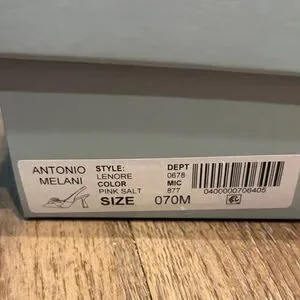 ANTONIO MELANI
STYLE: DEPT
LENORE 0678
COLOR MIC
PINK SALT 877
0400000706405
SIZE 070M